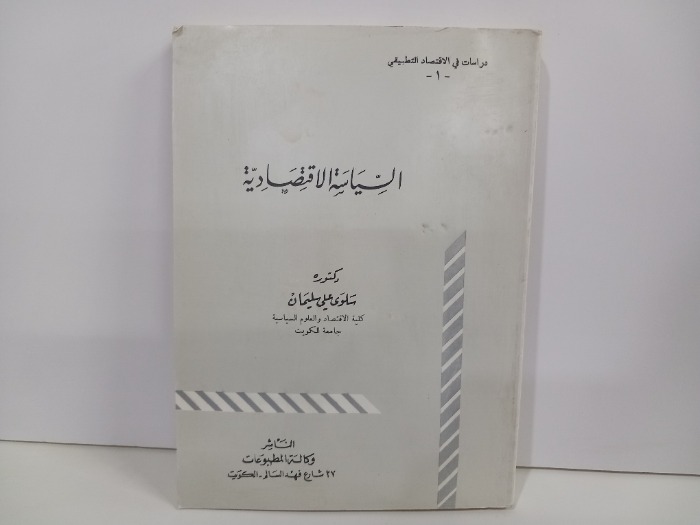 دراسات في الاقتصاد التطبيقي
- ١ -
السياسة الاقتصادية
دكتوره
سلوى علي سليمان
كلية الاقتصاد والعلوم السياسية
جامعة الكويت
الناشر
وكالة المطبوعات
٢٧ شارع فهد السالم - الكويت